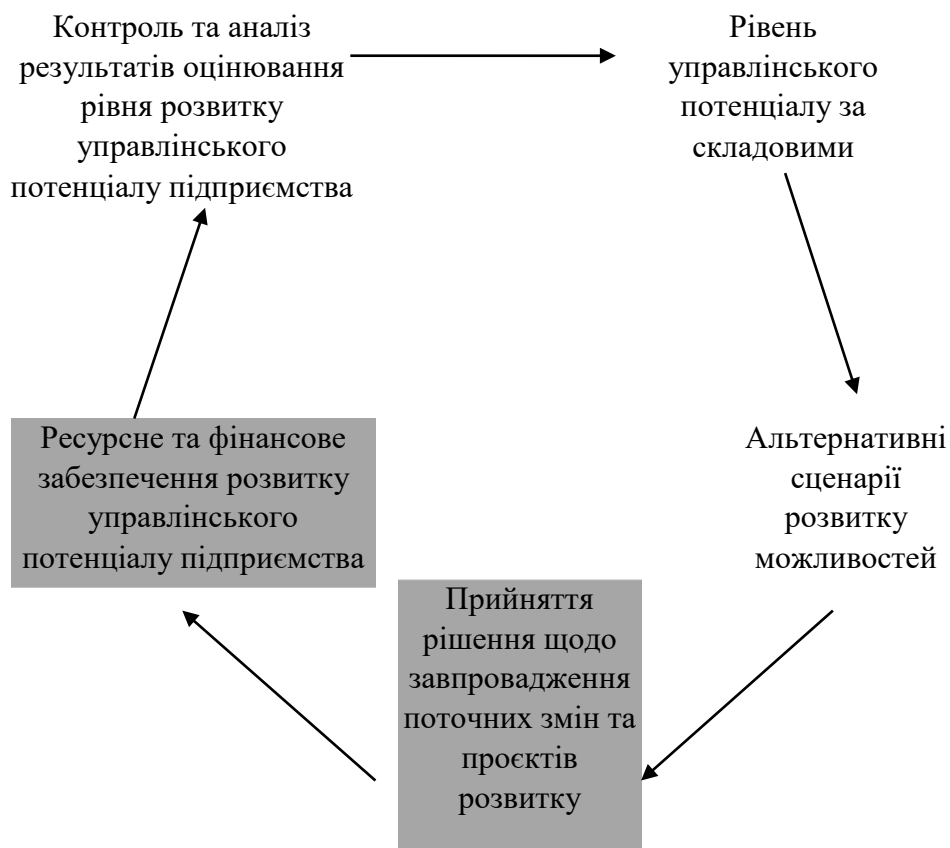 Контроль та аналіз
результатів оцінювання
рівня розвитку
управлінського
потенціалу підприємства
Рівень
управлінського
потенціалу за
складовими
Альтернативні
сценарії
розвитку
можливостей
Прийняття
рішення щодо
завпровадження
поточних змін та
проєктів
розвитку
Ресурсне та фінансове
забезпечення розвитку
управлінського
потенціалу підприємства